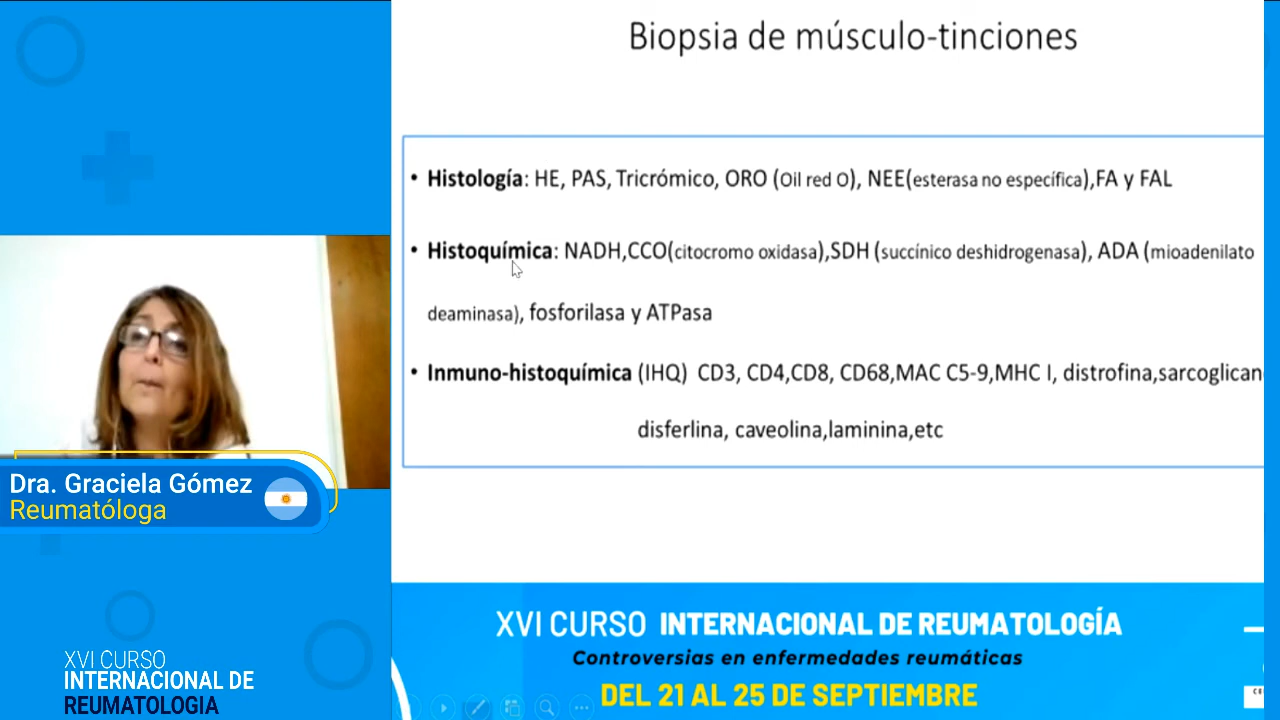 Biopsia de músculo-tinciones
• Histología: HE, PAS, Tricrómico, ORO (Oil red O), NEE(esterasa no específica),FA y FAL
• Histoquímica: NADH,CCO(citocromo oxidasa),SDH (succínico deshidrogenasa), ADA (mioadenilato
deaminasa), fosforilasa y ATPasa
• Inmuno-histoquímica (IHQ) CD3, CD4,CD8, CD68,MAC C5-9,MHC I, distrofina,sarcoglican
disferlina, caveolina,laminina,etc
Dra. Graciela Gómez
Reumatóloga
XVI CURSO
INTERNACIONAL DE
REUMATOLOGIA
XVI CURSO INTERNACIONAL DE REUMATOLOGÍA
Controversias en enfermedades reumáticas
DEL 21 AL 25 DE SEPTIEMBRE